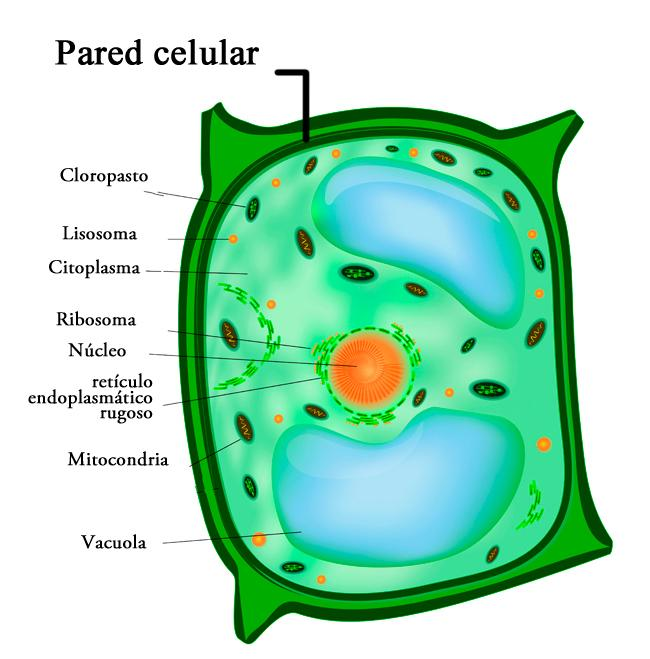 Pared celular
Cloropasto
Lisosoma
Citoplasma
Ribosoma
Núcleo
retículo
endoplasmático
rugoso
Mitocondria
Vacuola